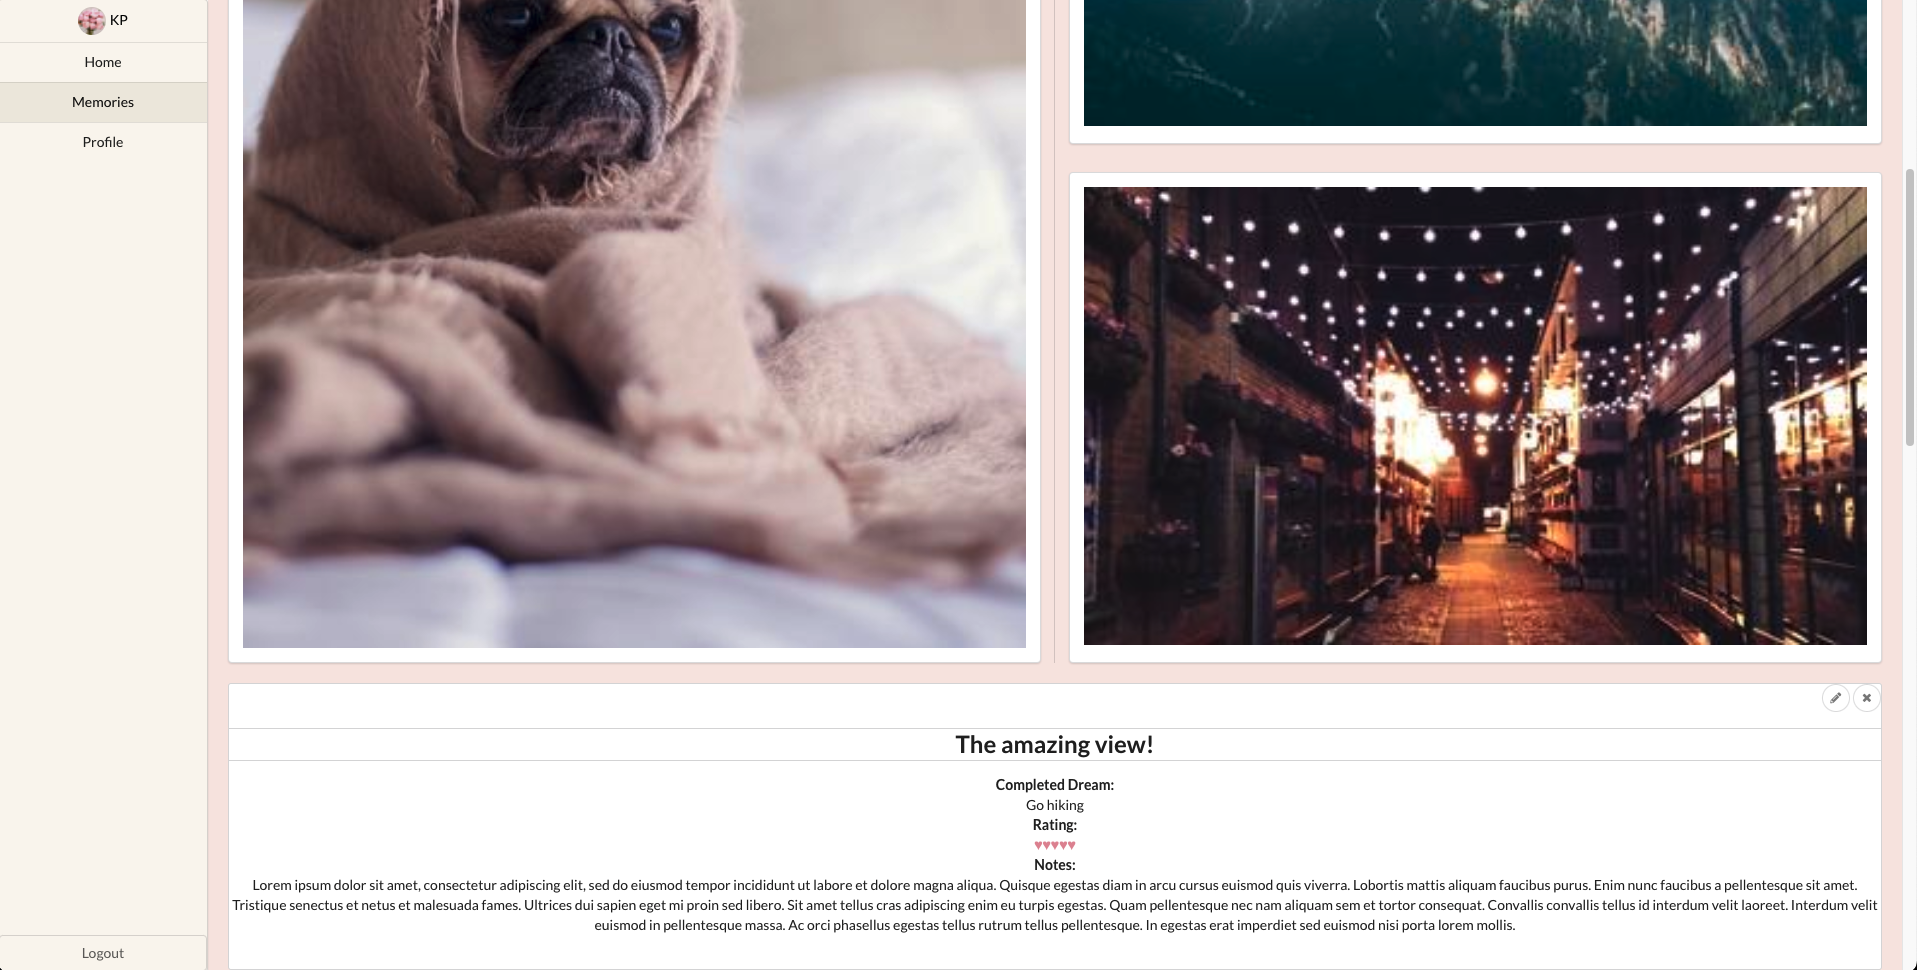 KP
Home
Memories
Profile
Logout
The amazing view!
Completed Dream:
Go hiking
Rating:
♥♥♥♥♥
Notes:
Lorem ipsum dolor sit amet, consectetur adipiscing elit, sed do eiusmod tempor incididunt ut labore et dolore magna aliqua. Quisque egestas diam in arcu cursus euismod quis viverra. Lobortis mattis aliquam faucibus purus. Enim nunc faucibus a pellentesque sit amet.
Tristique senectus et netus et malesuada fames. Ultrices dui sapien eget mi proin sed libero. Sit amet tellus cras adipiscing enim eu turpis egestas. Quam pellentesque nec nam aliquam sem et tortor consequat. Convallis convallis tellus id interdum velit laoreet. Interdum velit
euismod in pellentesque massa. Ac orci phasellus egestas tellus rutrum tellus pellentesque. In egestas erat imperdiet sed euismod nisi porta lorem mollis.